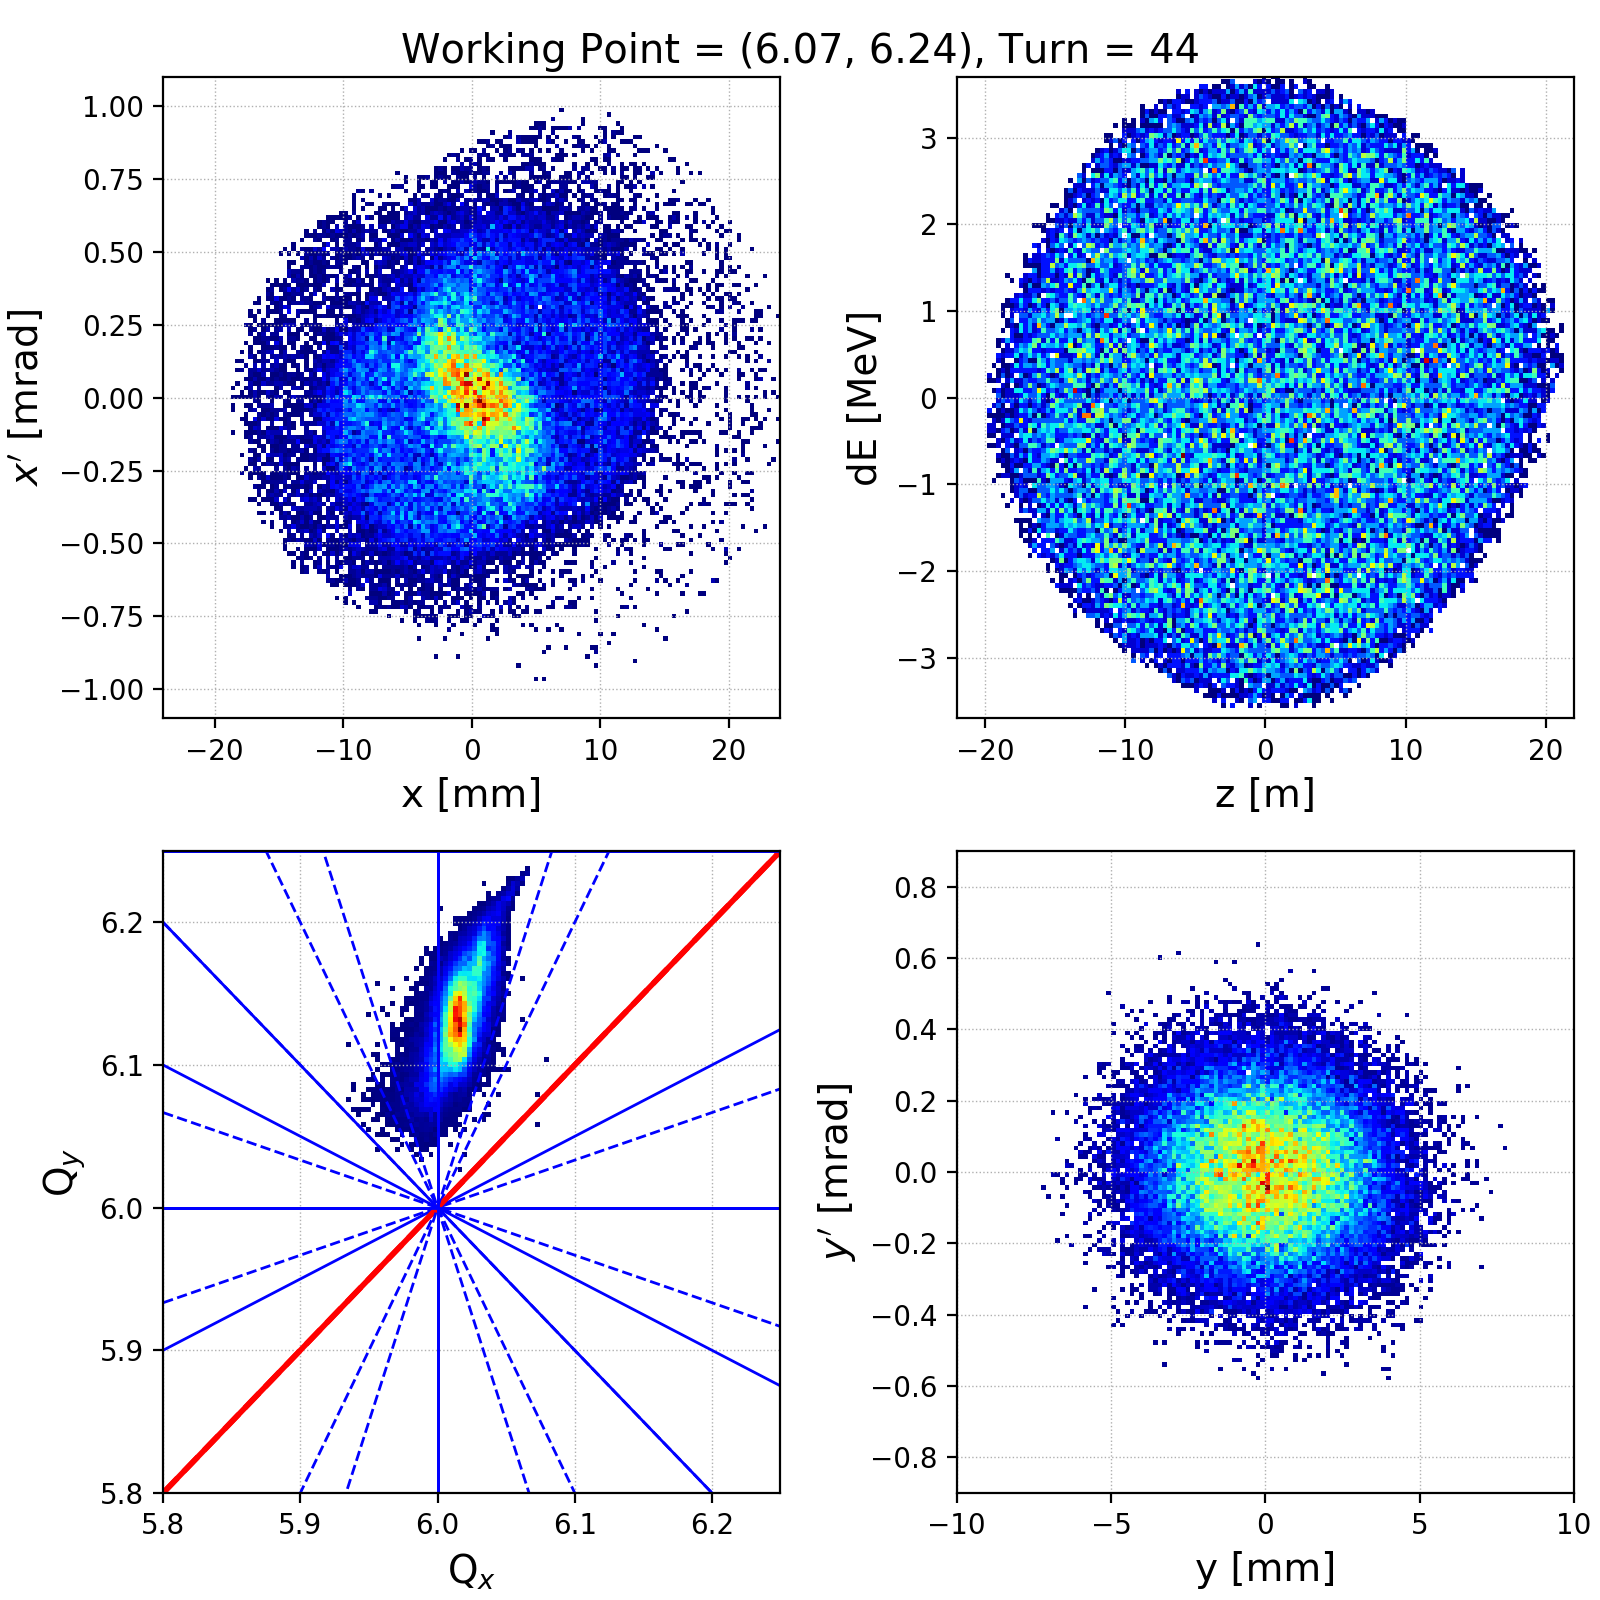 Working Point = (6.07, 6.24), Turn = 44
1.00
0.75
0.50
0.25
0.00
−0.25
−0.50
−0.75
−1.00
x′ [mrad]
−20 −10 0 10 20
x [mm]
3
2
1
0
−1
−2
−3
dE [MeV]
−20 −10 0 10 20
z [m]
6.2
6.1
6.0
5.9
5.8
Qy
5.8 5.9 6.0 6.1 6.2
Qx
0.8
0.6
0.4
0.2
0.0
−0.2
−0.4
−0.6
−0.8
y′ [mrad]
−10 −5 0 5 10
y [mm]